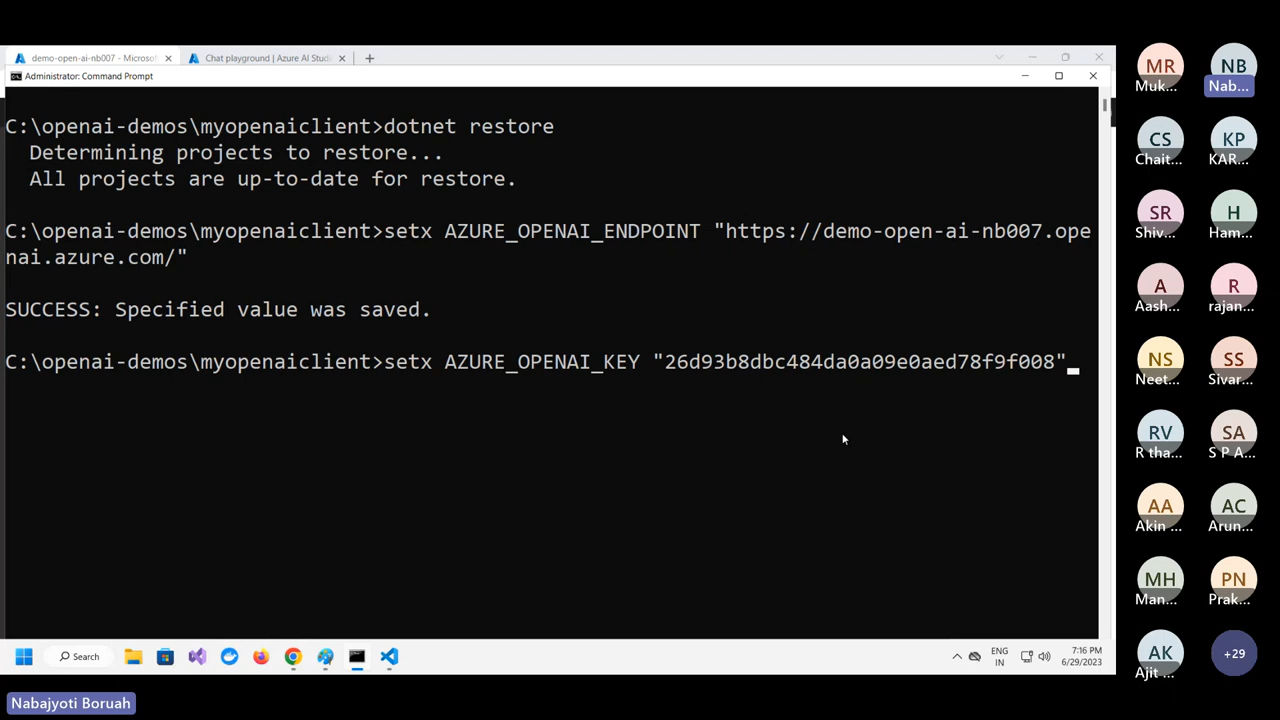 demo-open-ai-nb007 - Microsof
Chat playground | Azure AI Studi
Administrator: Command Prompt
C:\openai-demos\myopenaiclient>dotnet restore
Determining projects to restore...
All projects are up-to-date for restore.
C:\openai-demos\myopenaiclient>setx AZURE_OPENAI_ENDPOINT "https://demo-open-ai-nb007.ope
nai.azure.com/"
SUCCESS: Specified value was saved.
C:\openai-demos\myopenaiclient>setx AZURE_OPENAI_KEY "26d93b8dbc484da0a09e0aed78f9f008"
Search
ENG
IN
7:16 PM
6/29/2023
Nabajyoti Boruah
MR
Muk...
NB
Nab...
CS
Chait...
KP
KAR...
SR
Shiv...
H
Ham...
A
Aash...
R
rajan...
NS
Neet...
SS
Sivar...
RV
R tha...
SA
S P A...
AA
Akin ...
AC
Arun...
MH
Man...
PN
Prak...
AK
Ajit ...
+29